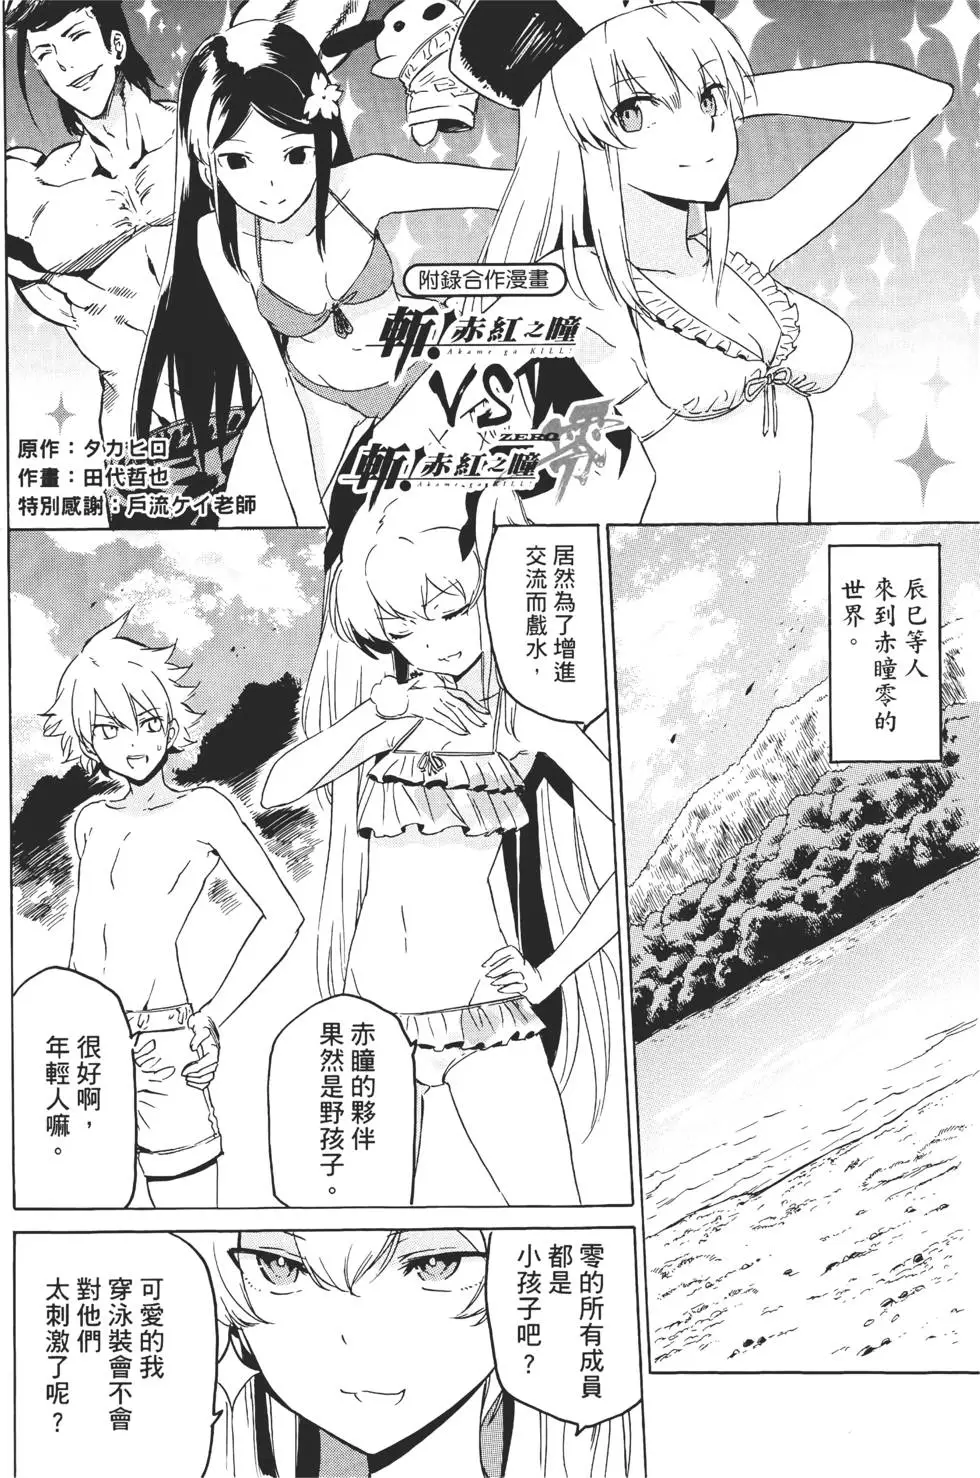 附錄合作漫畫
斬!赤紅之瞳
Akame ga KILL!
VS
斬!赤紅之瞳
Akame ga KILL!
ZERO
零
原作：タカヒロ
作畫：田代哲也
特別感謝：戶流ケイ老師
辰巳等人
來到赤瞳零的
世界。
居然為了增進
交流而戲水，
赤瞳的夥伴
果然是野孩子。
很好啊，
年輕人嘛。
零的所有成員
都是
小孩子吧？
可愛的我
穿泳裝會不會
對他們
太刺激了呢？